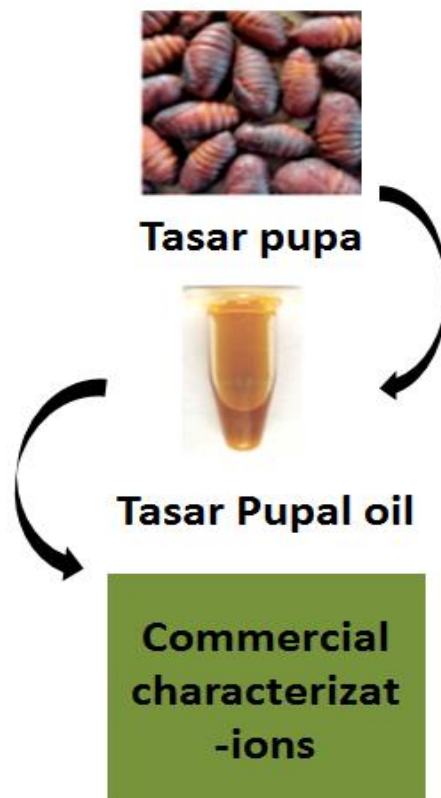 Tasar pupa
Tasar Pupal oil
Commercial
characterizat
-ions